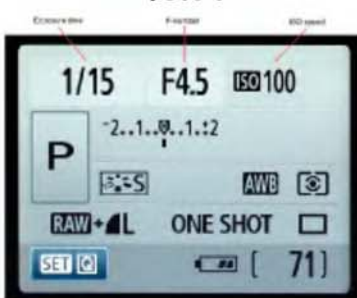 Exposure time F-number ISO speed
1/15 F4.5 ISO 100
-2..1..0..1.:2
P
S AWB
RAW+L ONE SHOT
SET [ 71]